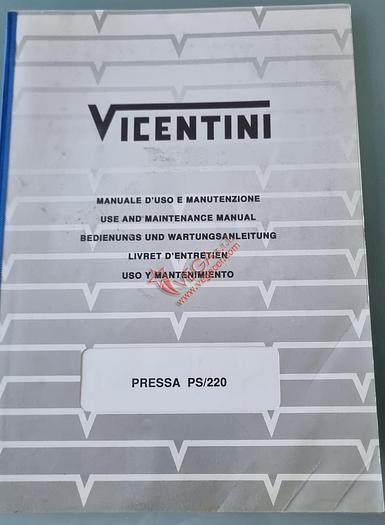 VICENTINI
MANUALE D'USO E MANUTENZIONE
USE AND MAINTENANCE MANUAL
BEDIENUNGS UND WARTUNGSANLEITUNG
LIVRET D'ENTRETIEN
USO Y MANTENIMIENTO
PRESSA PS/220